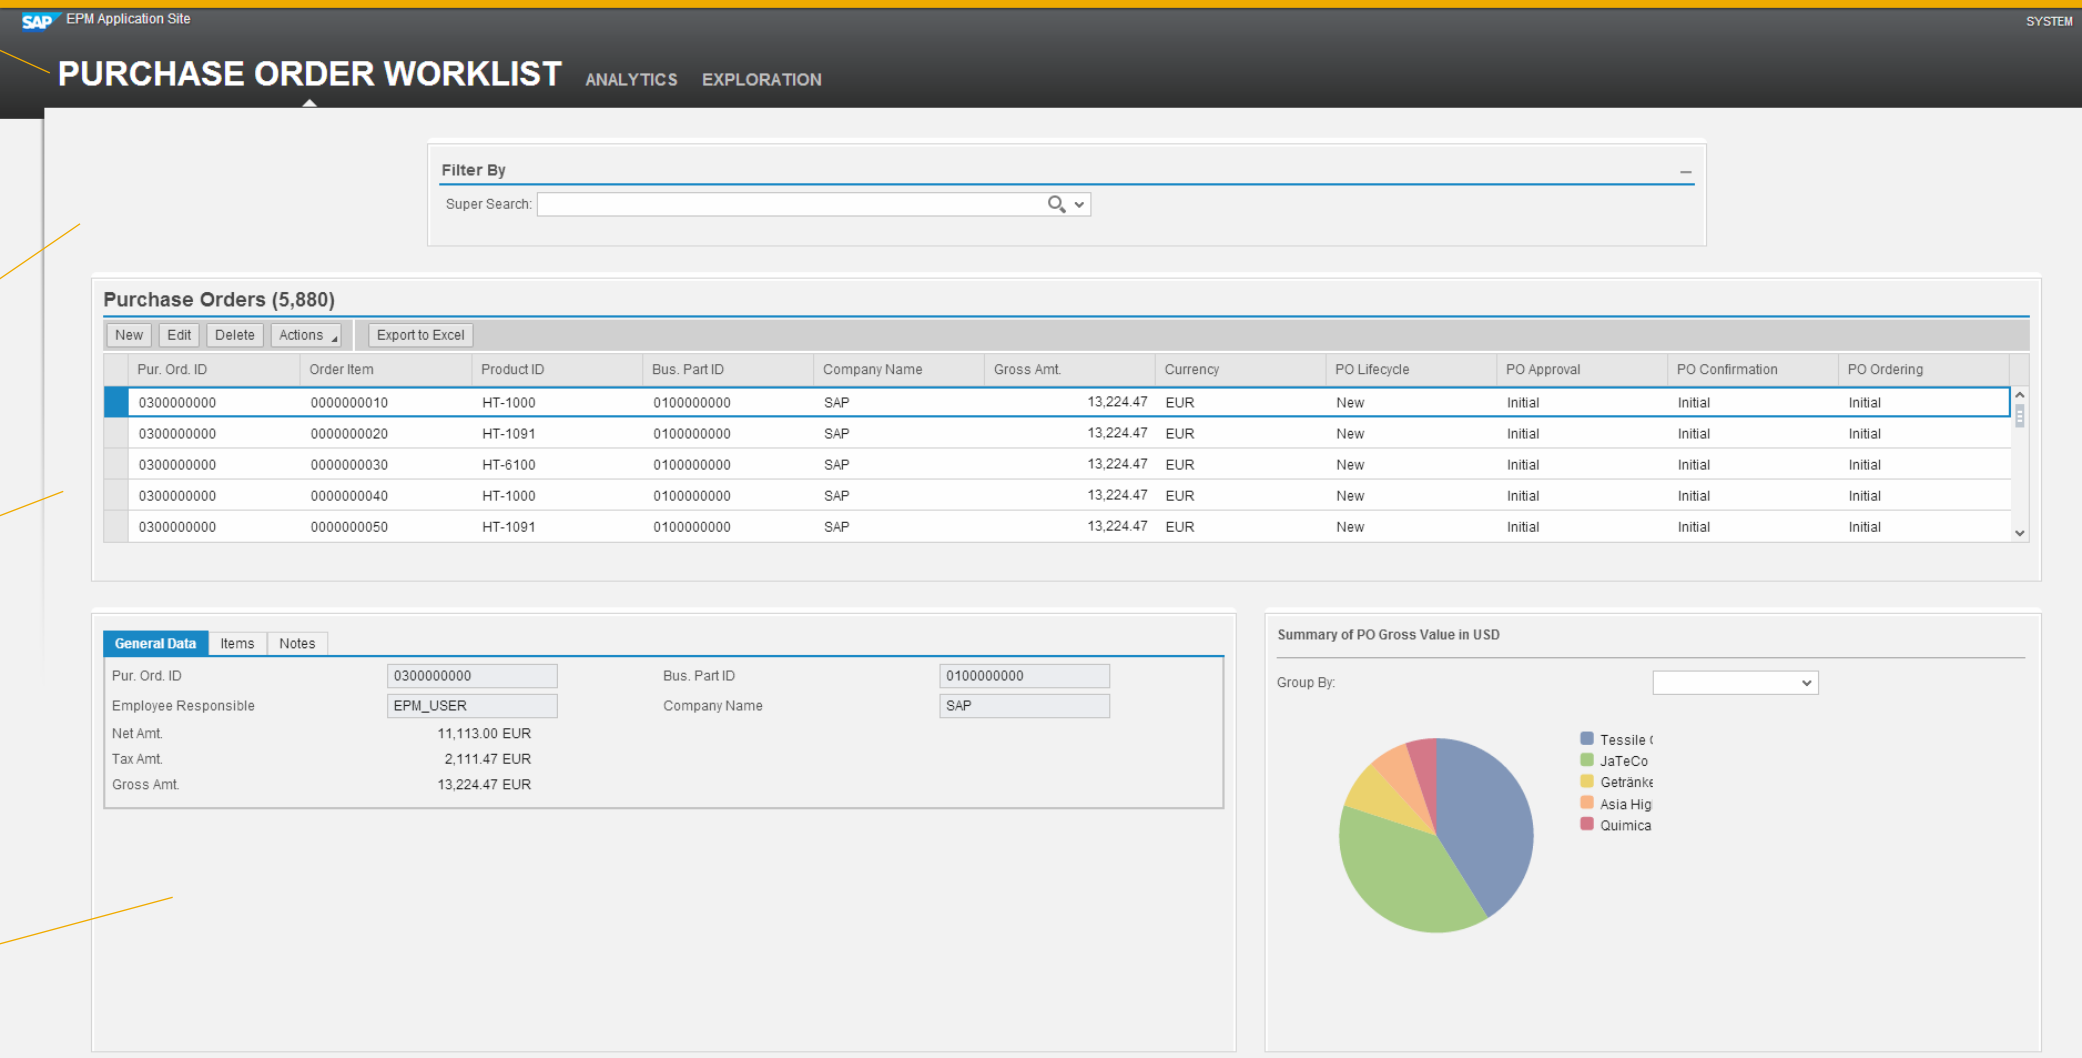 SAP EPM Application Site
SYSTEM
PURCHASE ORDER WORKLIST ANALYTICS EXPLORATION
Filter By
Super Search:
Purchase Orders (5,880)
New Edit Delete Actions Export to Excel
Pur. Ord. ID Order Item Product ID Bus. Part ID Company Name Gross Amt. Currency PO Lifecycle PO Approval PO Confirmation PO Ordering
0300000000 0000000010 HT-1000 0100000000 SAP 13,224.47 EUR New Initial Initial Initial
0300000000 0000000020 HT-1091 0100000000 SAP 13,224.47 EUR New Initial Initial Initial
0300000000 0000000030 HT-6100 0100000000 SAP 13,224.47 EUR New Initial Initial Initial
0300000000 0000000040 HT-1000 0100000000 SAP 13,224.47 EUR New Initial Initial Initial
0300000000 0000000050 HT-1091 0100000000 SAP 13,224.47 EUR New Initial Initial Initial
General Data Items Notes
Pur. Ord. ID 0300000000 Bus. Part ID 0100000000
Employee Responsible EPM_USER Company Name SAP
Net Amt. 11,113.00 EUR
Tax Amt. 2,111.47 EUR
Gross Amt. 13,224.47 EUR
Summary of PO Gross Value in USD
Group By:
Tessile
JaTeCo
Getränke
Asia Hig
Quimica